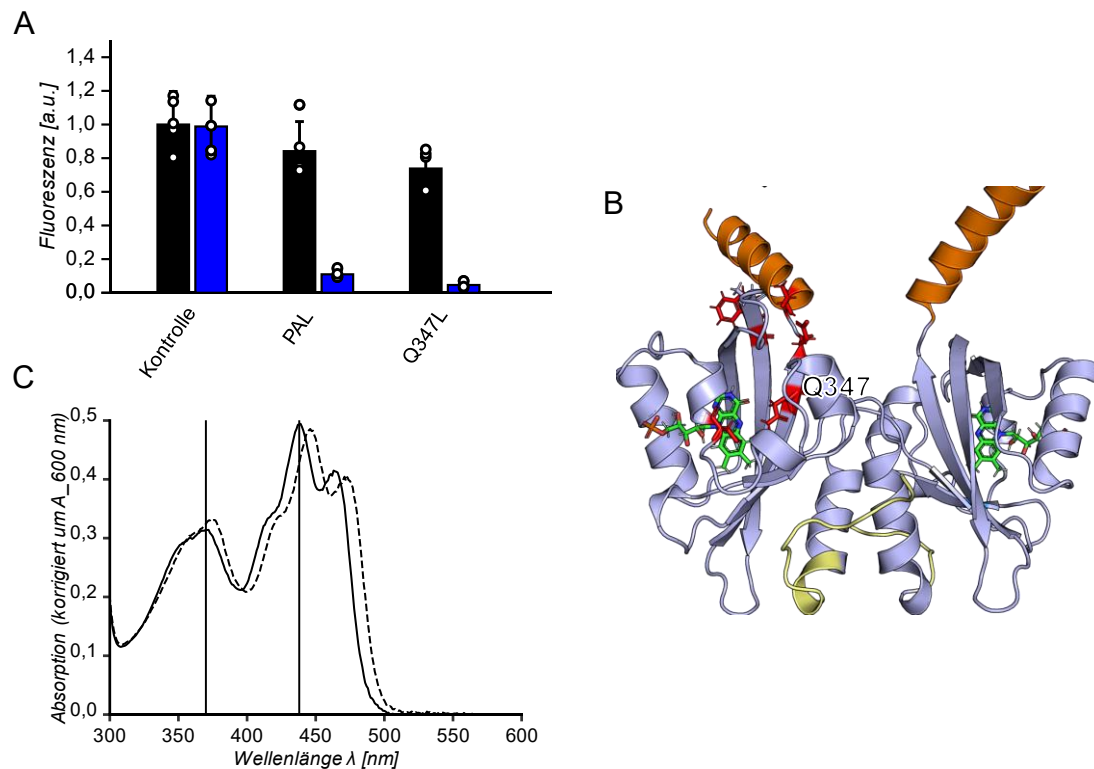 A
Fluoreszenz [a.u.]
1,4
1,2
1,0
0,8
0,6
0,4
0,2
0,0
Kontrolle
PAL
Q347L
B
Q347
C
Absorption (korrigiert um A_600 nm)
0,5
0,4
0,3
0,2
0,1
0,0
300
350
400
450
500
550
600
Wellenlänge λ [nm]